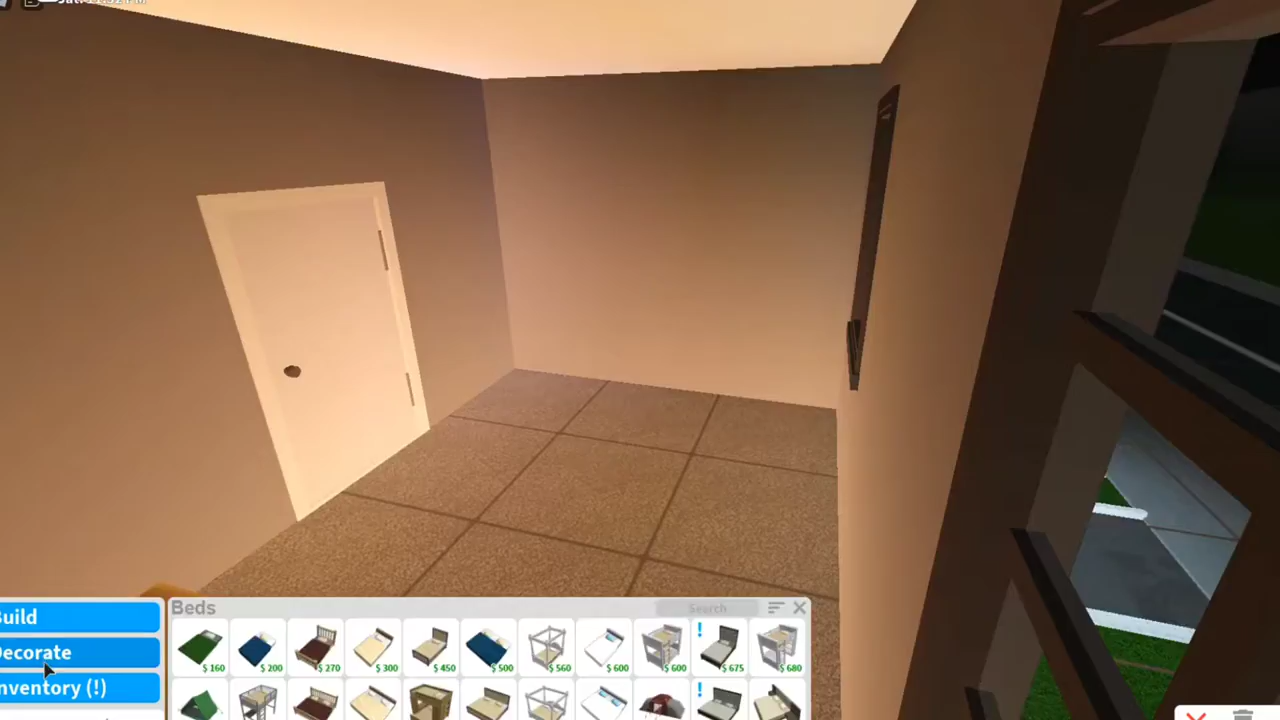 Build
Decorate
Inventory (!)
Beds
Search
$ 160
$ 200
$ 270
$ 300
$ 450
$ 500
$ 560
$ 600
$ 600
! $ 675
$ 680
!